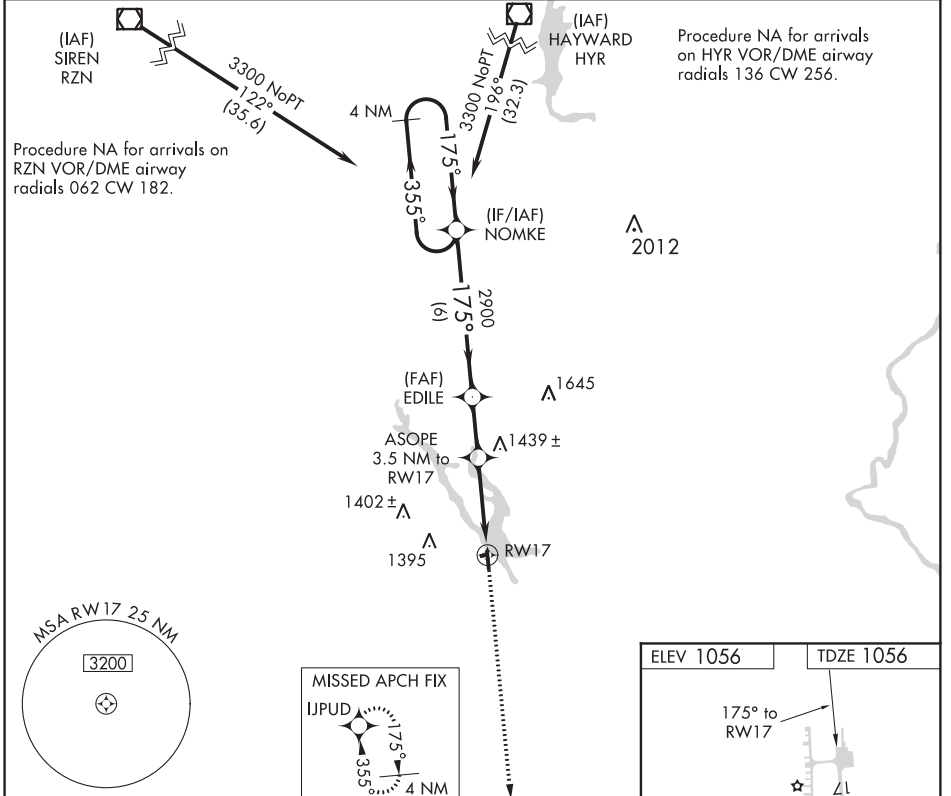 (IAF)
SIREN
RZN
3300 NoPT
122°
(35.6)
(IAF)
HAYWARD
HYR
3300 NoPT
196°
(32.3)
Procedure NA for arrivals
on HYR VOR/DME airway
radials 136 CW 256.
Procedure NA for arrivals on
RZN VOR/DME airway
radials 062 CW 182.
4 NM
175°
355°
(IF/IAF)
NOMKE
2012
2900
175°
(6)
(FAF)
EDILE
1645
ASOPE
3.5 NM to
RW17
1439 ±
1402 ±
1395
RW17
MSA RW17 25 NM
3200
MISSED APCH FIX
IJPUD
175°
355°
4 NM
ELEV 1056
TDZE 1056
175° to
RW17
17